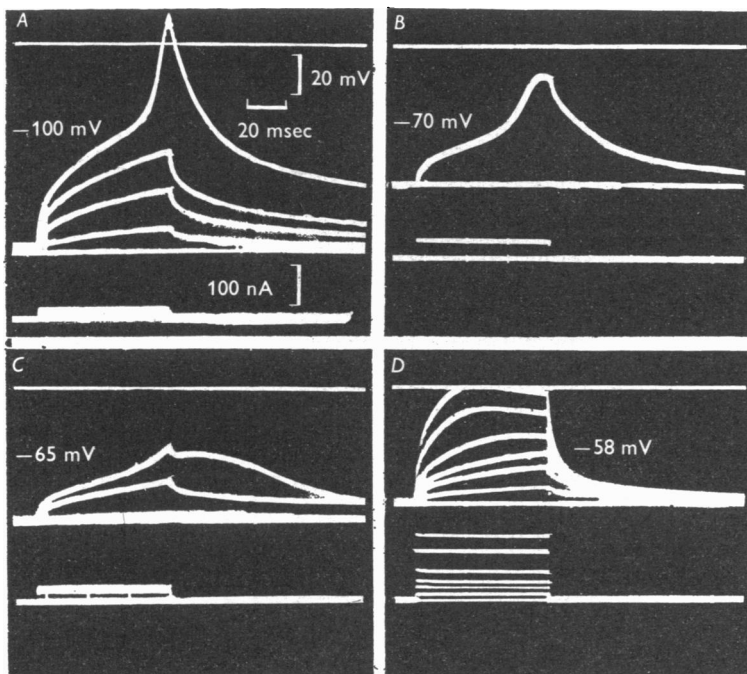 A
20 mV
20 msec
—100 mV
100 nA
B
—70 mV
C
—65 mV
D
—58 mV